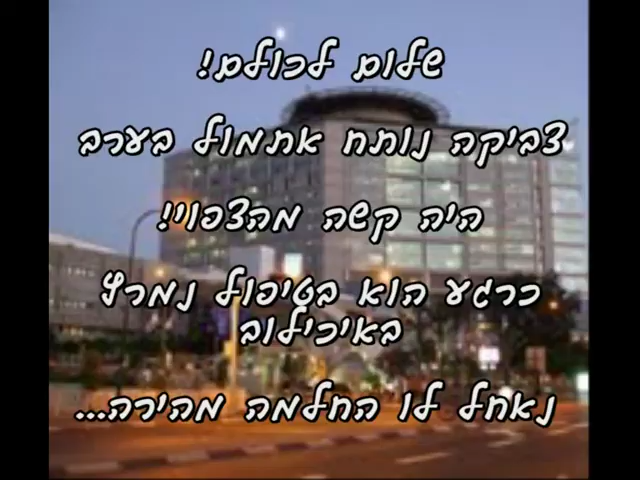 שלום לכולם!
צביקה נותח אתמול בערב
היה קשה מהצפוי!
כרגע הוא בטיפול נמרץ
באיכילוב
נאחל לו החלמה מהירה...